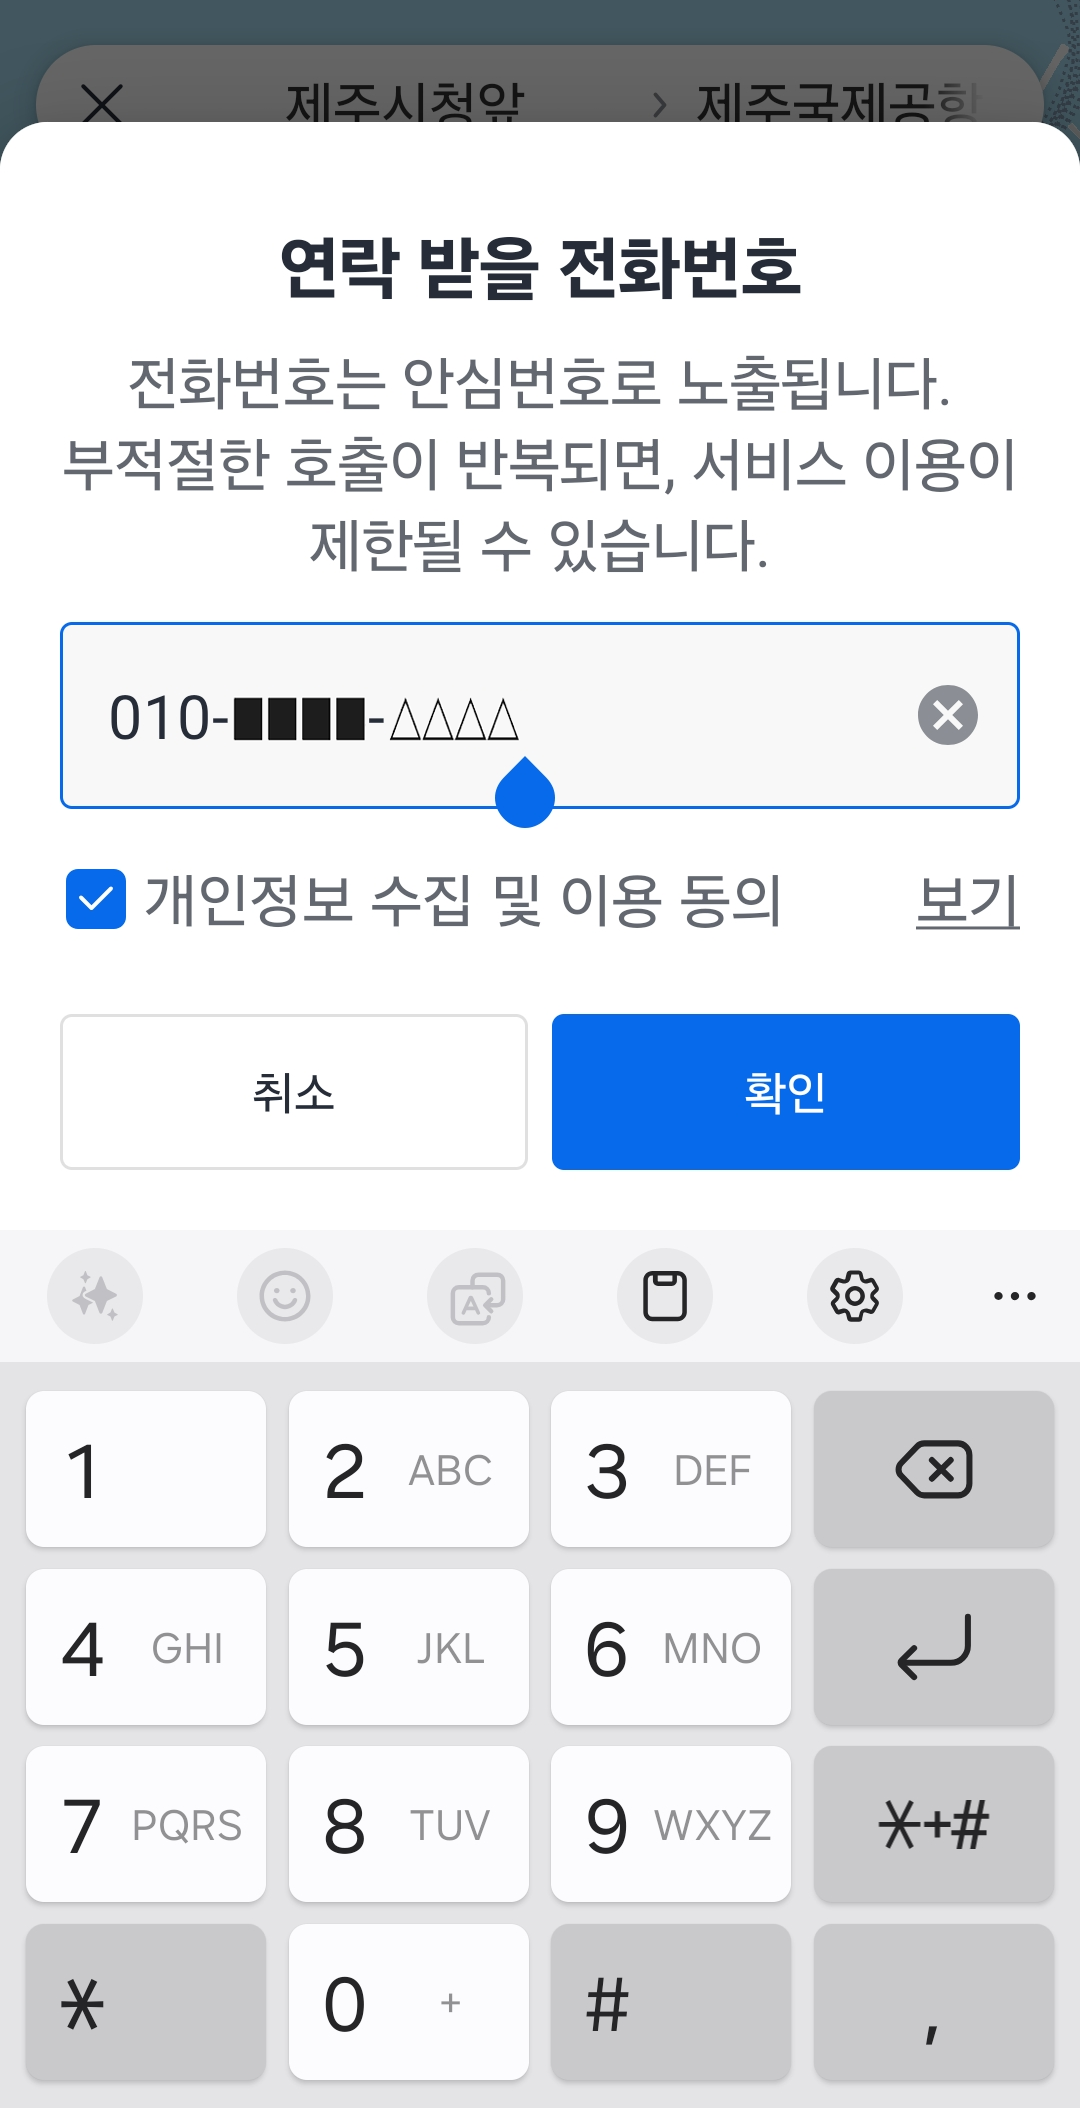 제주시청앞 > 제주국제공항
연락 받을 전화번호
전화번호는 안심번호로 노출됩니다.
부적절한 호출이 반복되면, 서비스 이용이
제한될 수 있습니다.
010-■■■■-△△△△
개인정보 수집 및 이용 동의 보기
취소 확인
1 2 ABC 3 DEF
4 GHI 5 JKL 6 MNO
7 PQRS 8 TUV 9 WXYZ *+#
* 0 + # ,